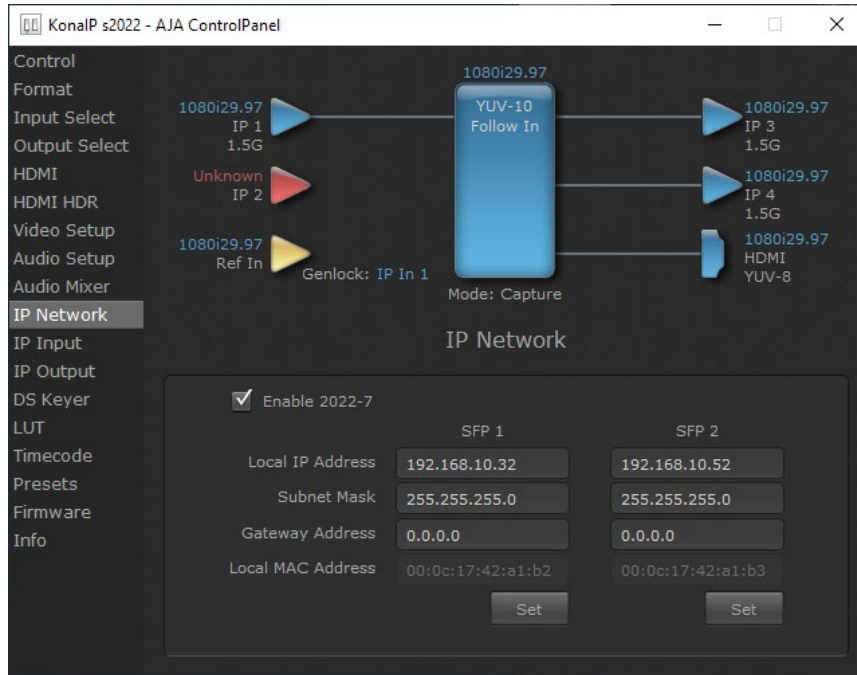 KonaIP s2022 - AJA ControlPanel
Control
Format
Input Select
Output Select
HDMI
HDMI HDR
Video Setup
Audio Setup
Audio Mixer
IP Network
IP Input
IP Output
DS Keyer
LUT
Timecode
Presets
Firmware
Info
1080i29.97
1080i29.97
IP 1
1.5G
Unknown
IP 2
1080i29.97
Ref In
Genlock: IP In 1
YUV-10
Follow In
Mode: Capture
1080i29.97
IP 3
1.5G
1080i29.97
IP 4
1.5G
1080i29.97
HDMI
YUV-8
IP Network
Enable 2022-7
SFP 1 SFP 2
Local IP Address 192.168.10.32 192.168.10.52
Subnet Mask 255.255.255.0 255.255.255.0
Gateway Address 0.0.0.0 0.0.0.0
Local MAC Address 00:0c:17:42:a1:b2 00:0c:17:42:a1:b3
Set Set